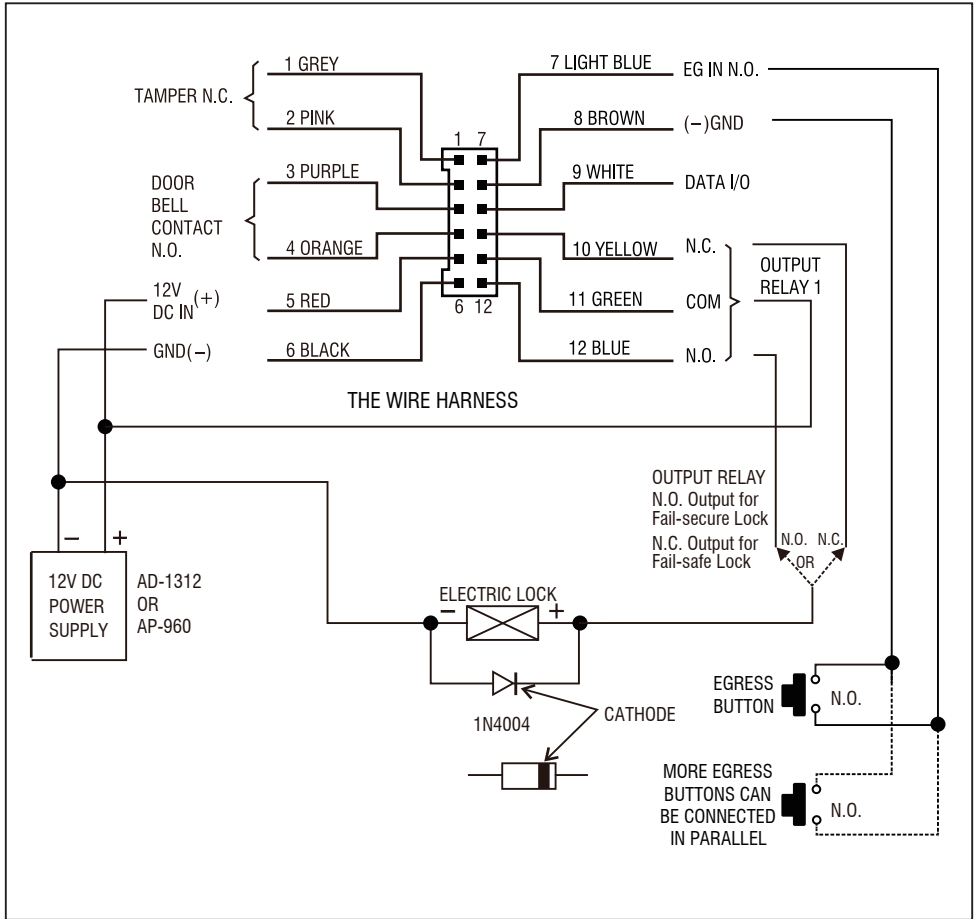 1 GREY
TAMPER N.C.
2 PINK
3 PURPLE
DOOR
BELL
CONTACT
N.O.
4 ORANGE
12V
DC IN (+)
5 RED
GND(−)
6 BLACK
1 7
6 12
7 LIGHT BLUE
EG IN N.O.
8 BROWN
(−)GND
9 WHITE
DATA I/O
10 YELLOW
N.C.
11 GREEN
COM
12 BLUE
N.O.
OUTPUT
RELAY 1
THE WIRE HARNESS
OUTPUT RELAY
N.O. Output for
Fail-secure Lock
N.C. Output for
Fail-safe Lock
N.O. N.C.
OR
− +
12V DC
POWER
SUPPLY
AD-1312
OR
AP-960
ELECTRIC LOCK
− +
1N4004
CATHODE
EGRESS
BUTTON
N.O.
MORE EGRESS
BUTTONS CAN
BE CONNECTED
IN PARALLEL
N.O.